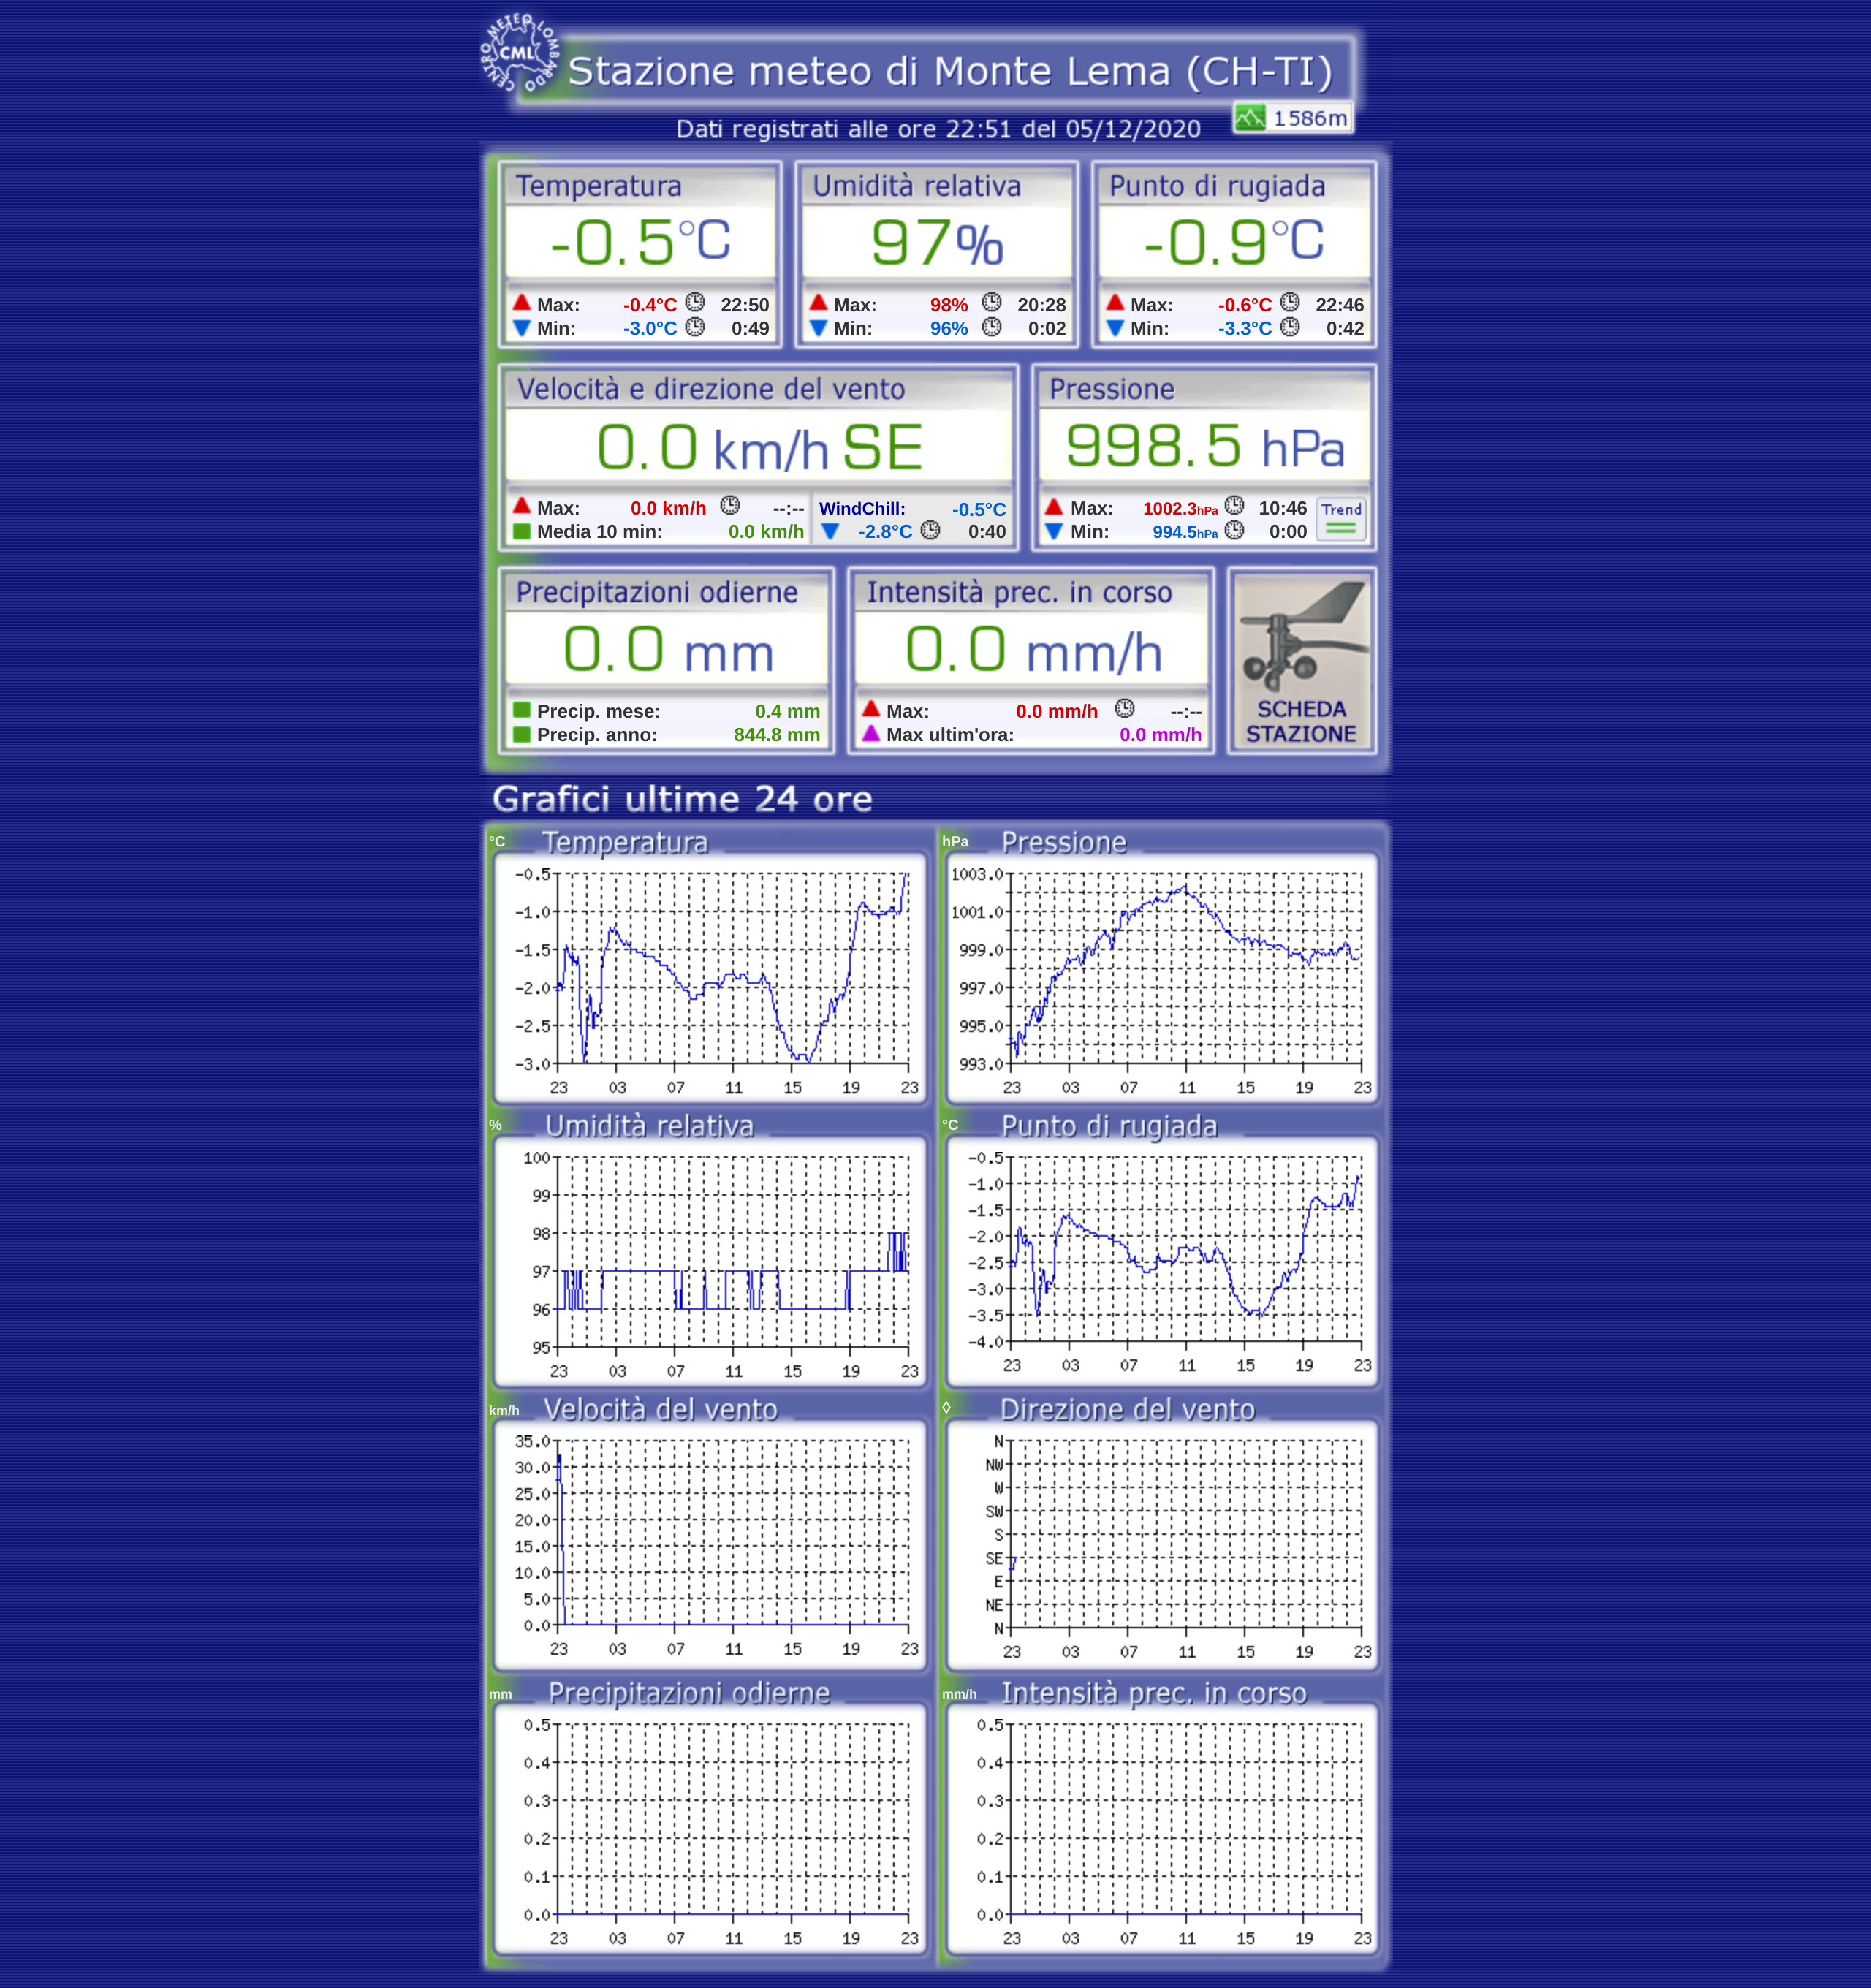 CENTRO METEO LOMBARDO
CML
Stazione meteo di Monte Lema (CH-TI)
1586m
Dati registrati alle ore 22:51 del 05/12/2020
Temperatura
-0.5°C
Max: -0.4°C 22:50
Min: -3.0°C 0:49
Umidità relativa
97%
Max: 98% 20:28
Min: 96% 0:02
Punto di rugiada
-0.9°C
Max: -0.6°C 22:46
Min: -3.3°C 0:42
Velocità e direzione del vento
0.0 km/h SE
Max: 0.0 km/h --:--
Media 10 min: 0.0 km/h
WindChill: -0.5°C
-2.8°C 0:40
Pressione
998.5 hPa
Max: 1002.3hPa 10:46
Min: 994.5hPa 0:00
Trend
Precipitazioni odierne
0.0 mm
Precip. mese: 0.4 mm
Precip. anno: 844.8 mm
Intensità prec. in corso
0.0 mm/h
Max: 0.0 mm/h --:--
Max ultim'ora: 0.0 mm/h
SCHEDA
STAZIONE
Grafici ultime 24 ore
°C Temperatura
-0.5
-1.0
-1.5
-2.0
-2.5
-3.0
23 03 07 11 15 19 23
hPa Pressione
1003.0
1001.0
999.0
997.0
995.0
993.0
23 03 07 11 15 19 23
% Umidità relativa
100
99
98
97
96
95
23 03 07 11 15 19 23
°C Punto di rugiada
-0.5
-1.0
-1.5
-2.0
-2.5
-3.0
-3.5
-4.0
23 03 07 11 15 19 23
km/h Velocità del vento
35.0
30.0
25.0
20.0
15.0
10.0
5.0
0.0
23 03 07 11 15 19 23
◊ Direzione del vento
N
NW
W
SW
S
SE
E
NE
N
23 03 07 11 15 19 23
mm Precipitazioni odierne
0.5
0.4
0.3
0.2
0.1
0.0
23 03 07 11 15 19 23
mm/h Intensità prec. in corso
0.5
0.4
0.3
0.2
0.1
0.0
23 03 07 11 15 19 23